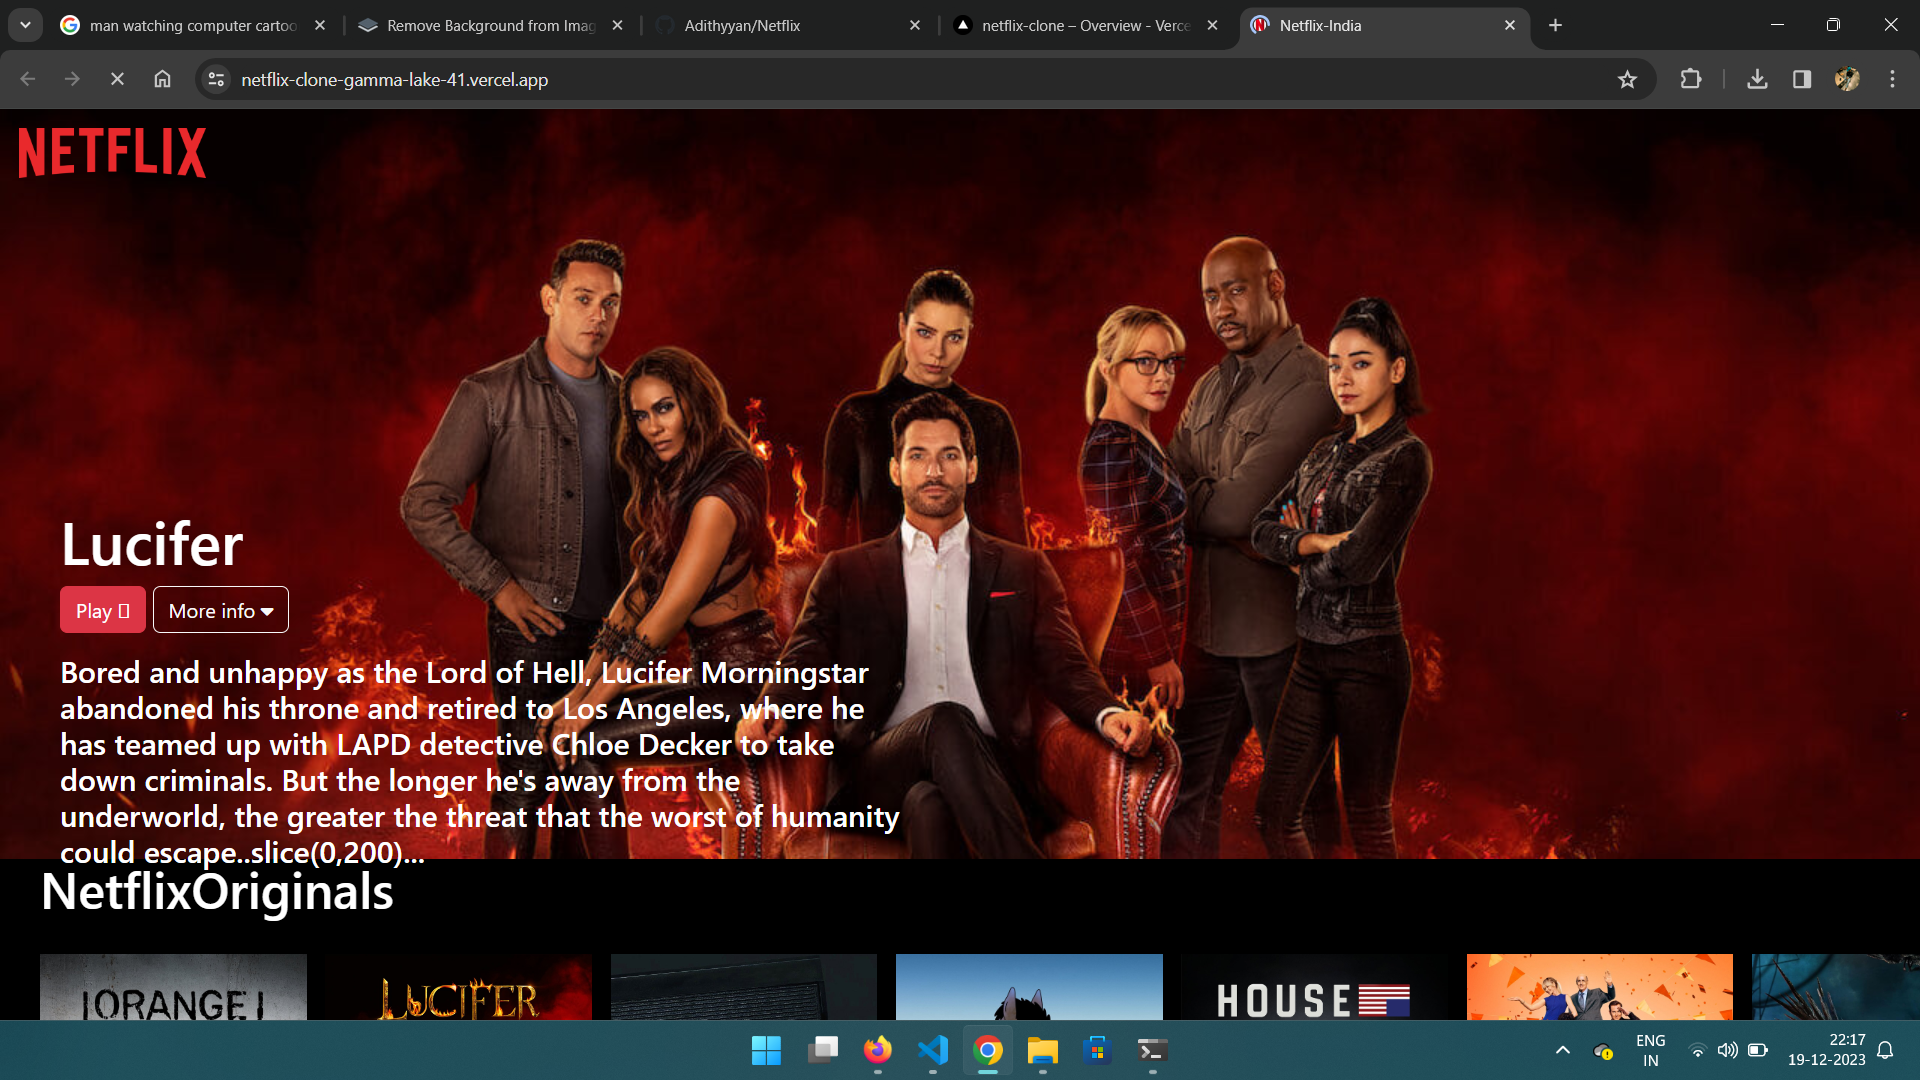 man watching computer carto
Remove Background from Imag
Adithyyan/Netflix
netflix-clone – Overview - Verce
Netflix-India
netflix-clone-gamma-lake-41.vercel.app
NETFLIX
Lucifer
Play
More info
Bored and unhappy as the Lord of Hell, Lucifer Morningstar
abandoned his throne and retired to Los Angeles, where he
has teamed up with LAPD detective Chloe Decker to take
down criminals. But the longer he's away from the
underworld, the greater the threat that the worst of humanity
could escape..slice(0,200)...
NetflixOriginals
ORANGE
LUCIFER
HOUSE
ENG
IN
22:17
19-12-2023